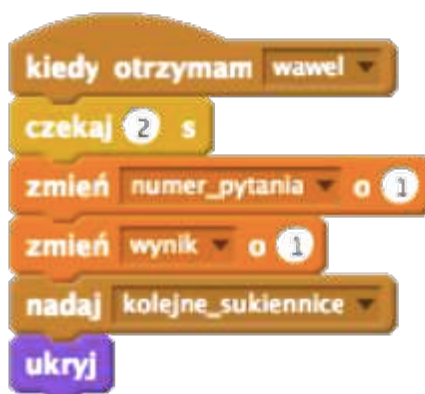 kiedy otrzymam wawel
czekaj 2 s
zmień numer_pytania o 1
zmień wynik o 1
nadaj kolejne_sukiennice
ukryj